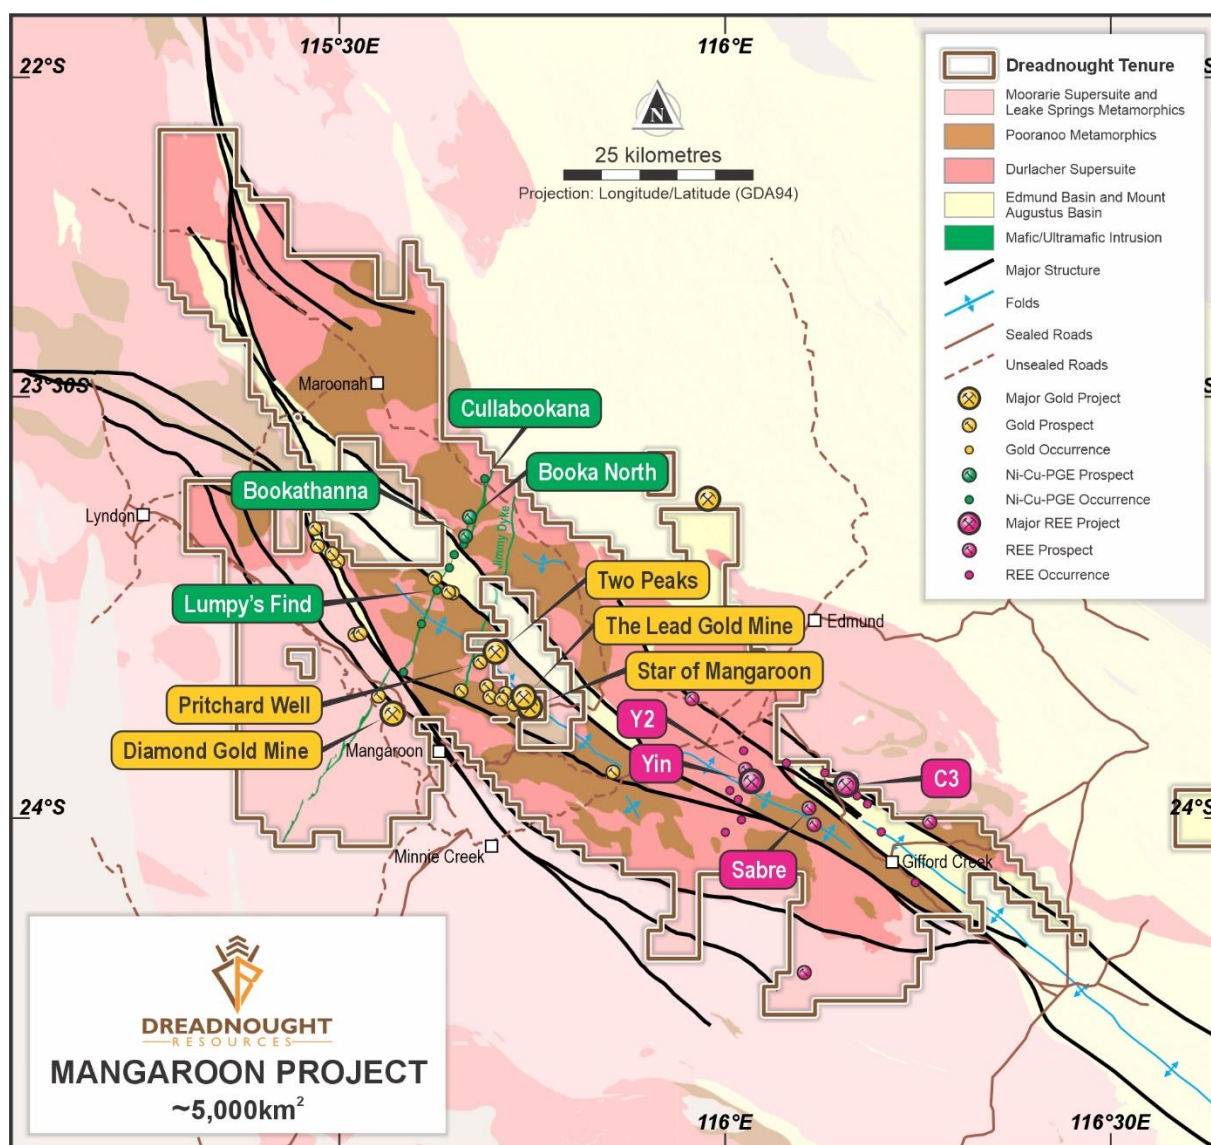 115°30'E
116°E
22°S
S
N
25 kilometres
Projection: Longitude/Latitude (GDA94)
Dreadnought Tenure
Moorarie Supersuite and
Leake Springs Metamorphics
Pooranoo Metamorphics
Durlacher Supersuite
Edmund Basin and Mount
Augustus Basin
Mafic/Ultramafic Intrusion
Major Structure
Folds
Sealed Roads
Unsealed Roads
Major Gold Project
Gold Prospect
Gold Occurrence
Ni-Cu-PGE Prospect
Ni-Cu-PGE Occurrence
Major REE Project
REE Prospect
REE Occurrence
23°30'S
S
Maroonah
Cullabookana
Booka North
Bookathanna
Lyndon
Jimmy Dyke
Two Peaks
Lumpy's Find
The Lead Gold Mine
Edmund
Star of Mangaroon
Pritchard Well
Y2
Diamond Gold Mine
Mangaroon
Yin
C3
24°S
24°S
Minnie Creek
Sabre
Gifford Creek
DREADNOUGHT
RESOURCES
MANGAROON PROJECT
~5,000km²
116°E
116°30'E